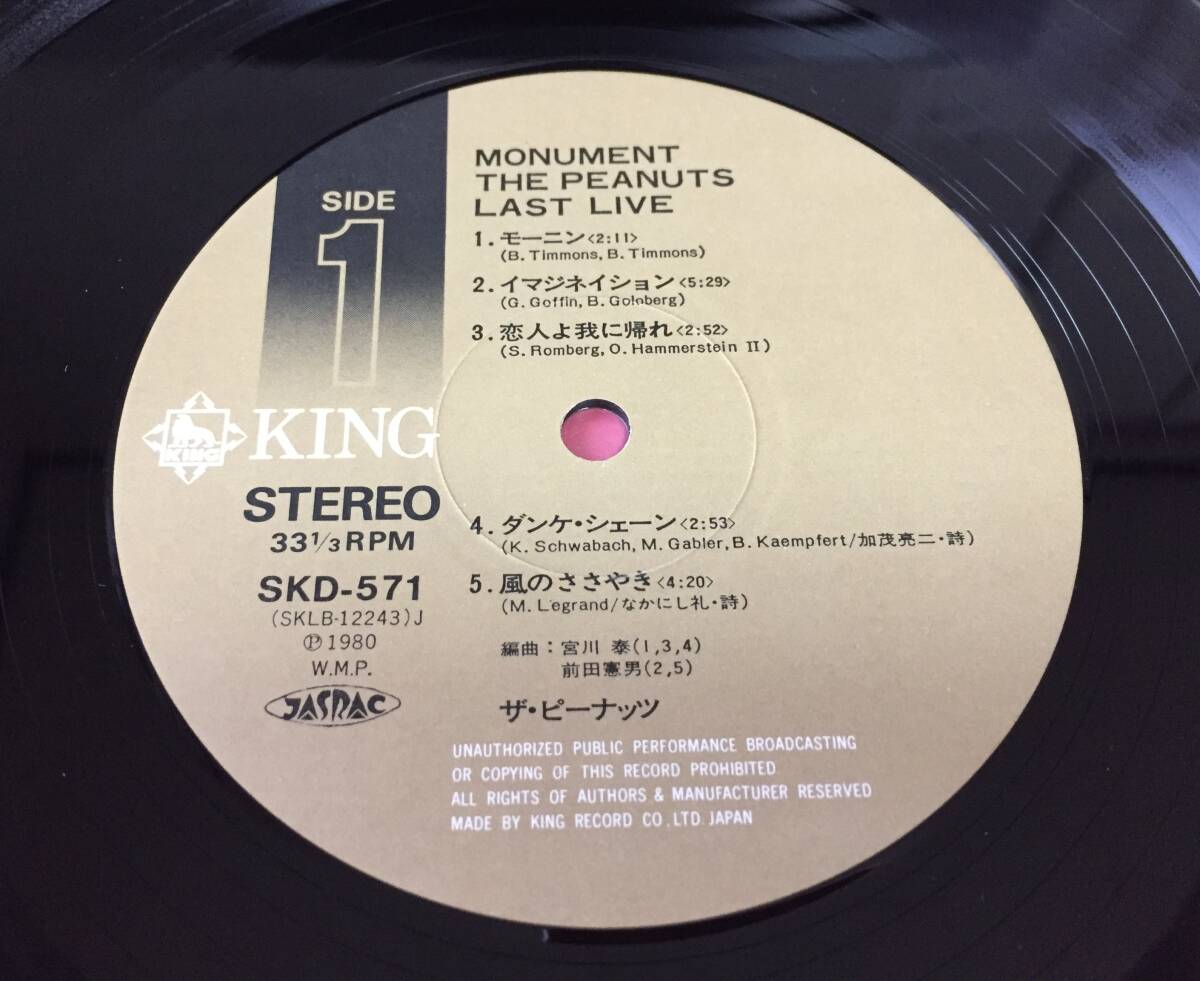 SIDE
1
KING
KING
STEREO
33 1/3 RPM
SKD-571
(SKLB-12243)J
Ⓟ1980
W.M.P.
JASRAC
MONUMENT
THE PEANUTS
LAST LIVE
1. モーニン<2:11>
(B. Timmons, B. Timmons)
2. イマジネイション<5:29>
(G. Goffin, B. Goloberg)
3. 恋人よ我に帰れ<2:52>
(S. Romberg, O. Hammerstein II)
4. ダンケ・シェーン<2:53>
(K. Schwabach, M. Gabler, B. Kaempfert/加茂亮二・詩)
5. 風のささやき<4:20>
(M. Legrand/なかにし礼・詩)
編曲：宮川 泰(1,3,4)
前田憲男(2,5)
ザ・ピーナッツ
UNAUTHORIZED PUBLIC PERFORMANCE BROADCASTING
OR COPYING OF THIS RECORD PROHIBITED
ALL RIGHTS OF AUTHORS & MANUFACTURER RESERVED
MADE BY KING RECORD CO.,LTD. JAPAN